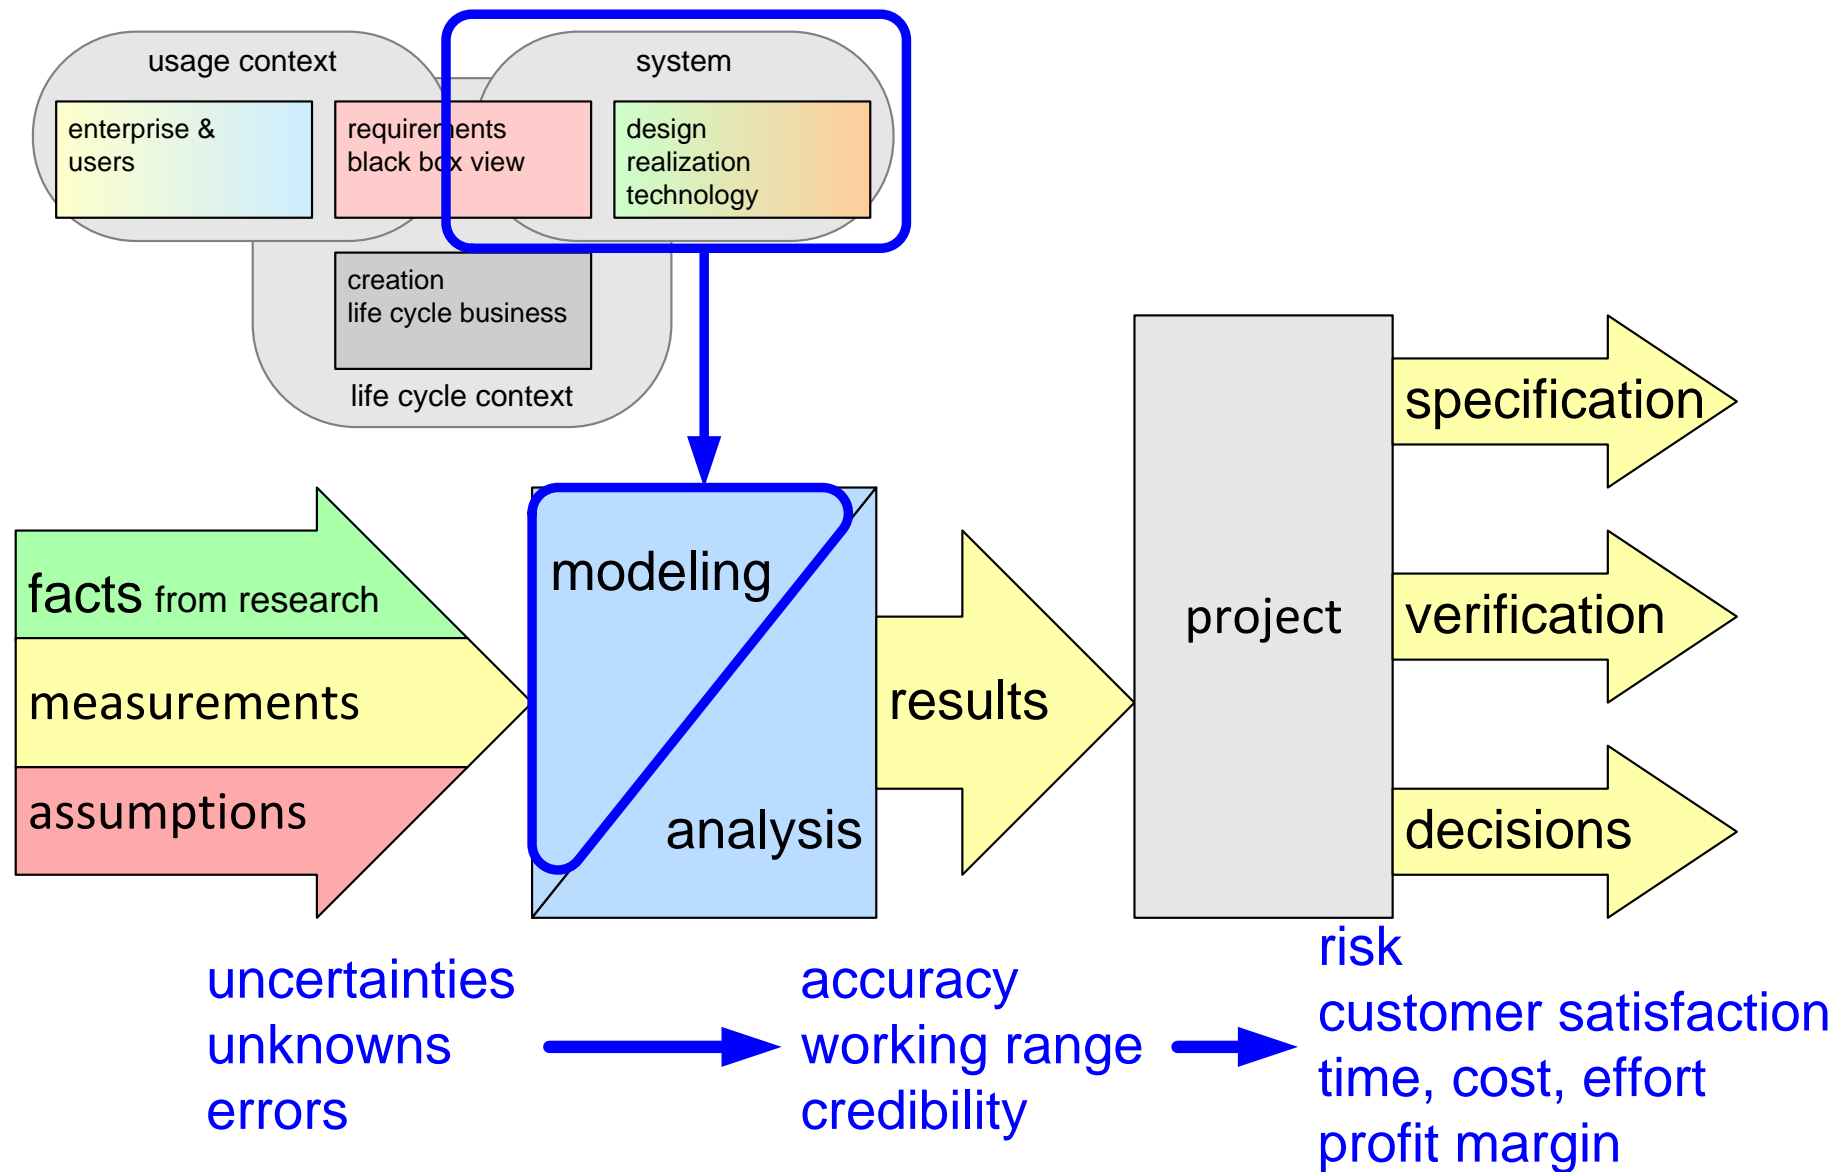 usage context
system
enterprise &
users
requirements
black box view
design
realization
technology
creation
life cycle business
life cycle context
facts from research
measurements
assumptions
modeling
analysis
results
project
specification
verification
decisions
uncertainties
unknowns
errors
accuracy
working range
credibility
risk
customer satisfaction
time, cost, effort
profit margin